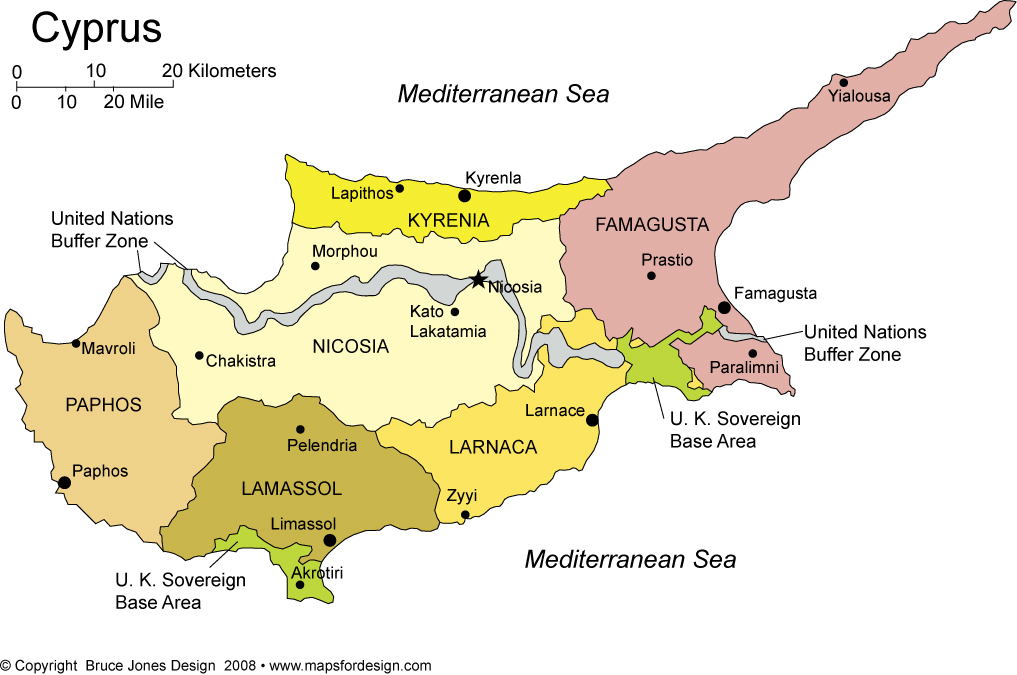 Cyprus
0 10 20 Kilometers
0 10 20 Mile
Mediterranean Sea
Yialousa
Kyrenla
Lapithos
KYRENIA
United Nations
Buffer Zone
FAMAGUSTA
Morphou
Prastio
Nicosia
Famagusta
Kato
Lakatamia
United Nations
Buffer Zone
Mavroli
NICOSIA
Chakistra
Paralimni
PAPHOS
Larnace
U. K. Sovereign
Base Area
Pelendria
LARNACA
Paphos
LAMASSOL
Zyyi
Limassol
Mediterranean Sea
Akrotiri
U. K. Sovereign
Base Area
© Copyright Bruce Jones Design 2008 • www.mapsfordesign.com